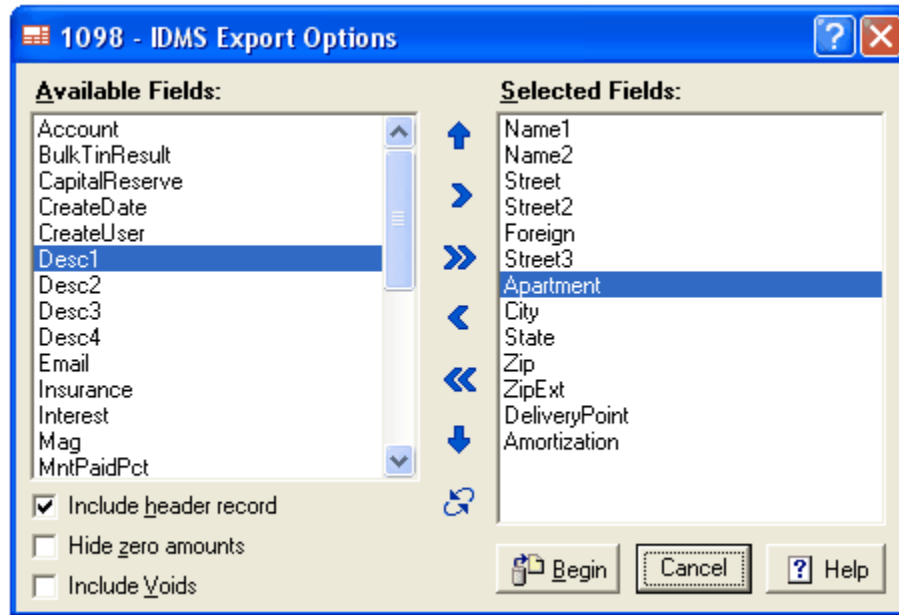 1098 - IDMS Export Options
Available Fields:
Account
BulkTinResult
CapitalReserve
CreateDate
CreateUser
Desc1
Desc2
Desc3
Desc4
Email
Insurance
Interest
Mag
MntPaidPct
Include header record
Hide zero amounts
Include Voids
Selected Fields:
Name1
Name2
Street
Street2
Foreign
Street3
Apartment
City
State
Zip
ZipExt
DeliveryPoint
Amortization
Begin
Cancel
? Help